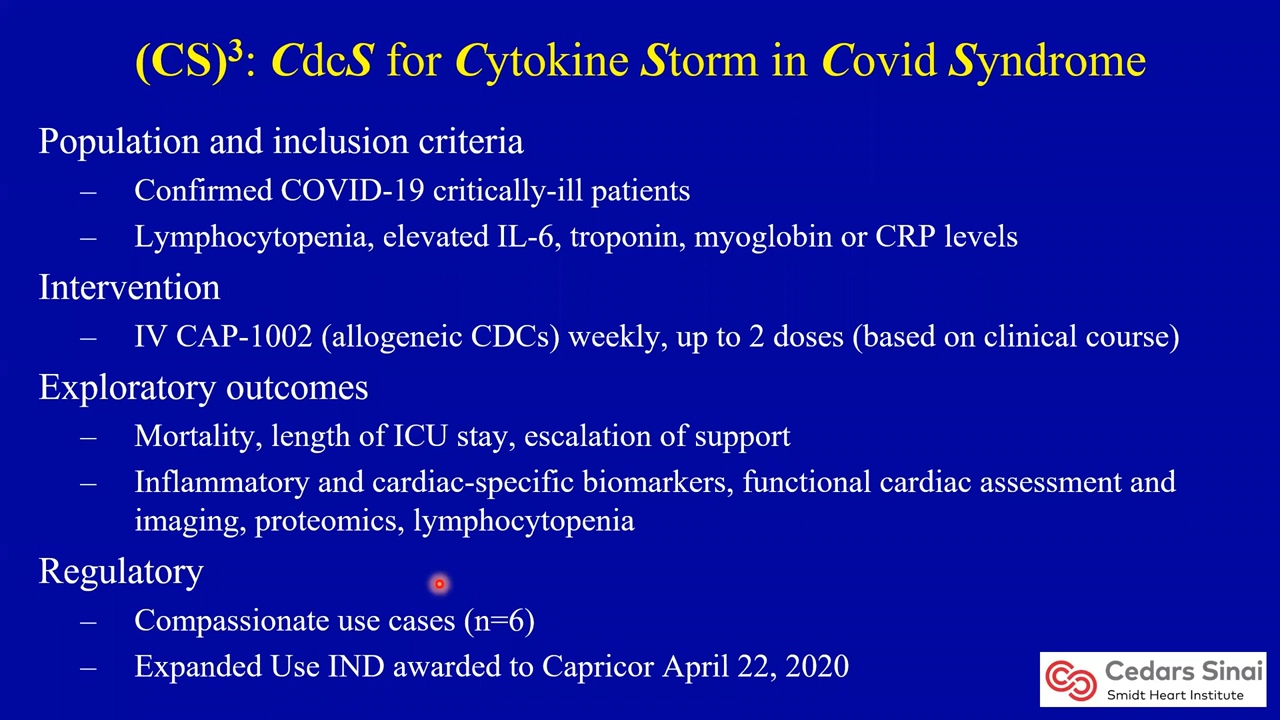 (CS)³: CdcS for Cytokine Storm in Covid Syndrome
Population and inclusion criteria
– Confirmed COVID-19 critically-ill patients
– Lymphocytopenia, elevated IL-6, troponin, myoglobin or CRP levels
Intervention
– IV CAP-1002 (allogeneic CDCs) weekly, up to 2 doses (based on clinical course)
Exploratory outcomes
– Mortality, length of ICU stay, escalation of support
– Inflammatory and cardiac-specific biomarkers, functional cardiac assessment and
imaging, proteomics, lymphocytopenia
Regulatory
– Compassionate use cases (n=6)
– Expanded Use IND awarded to Capricor April 22, 2020
Cedars Sinai
Smidt Heart Institute